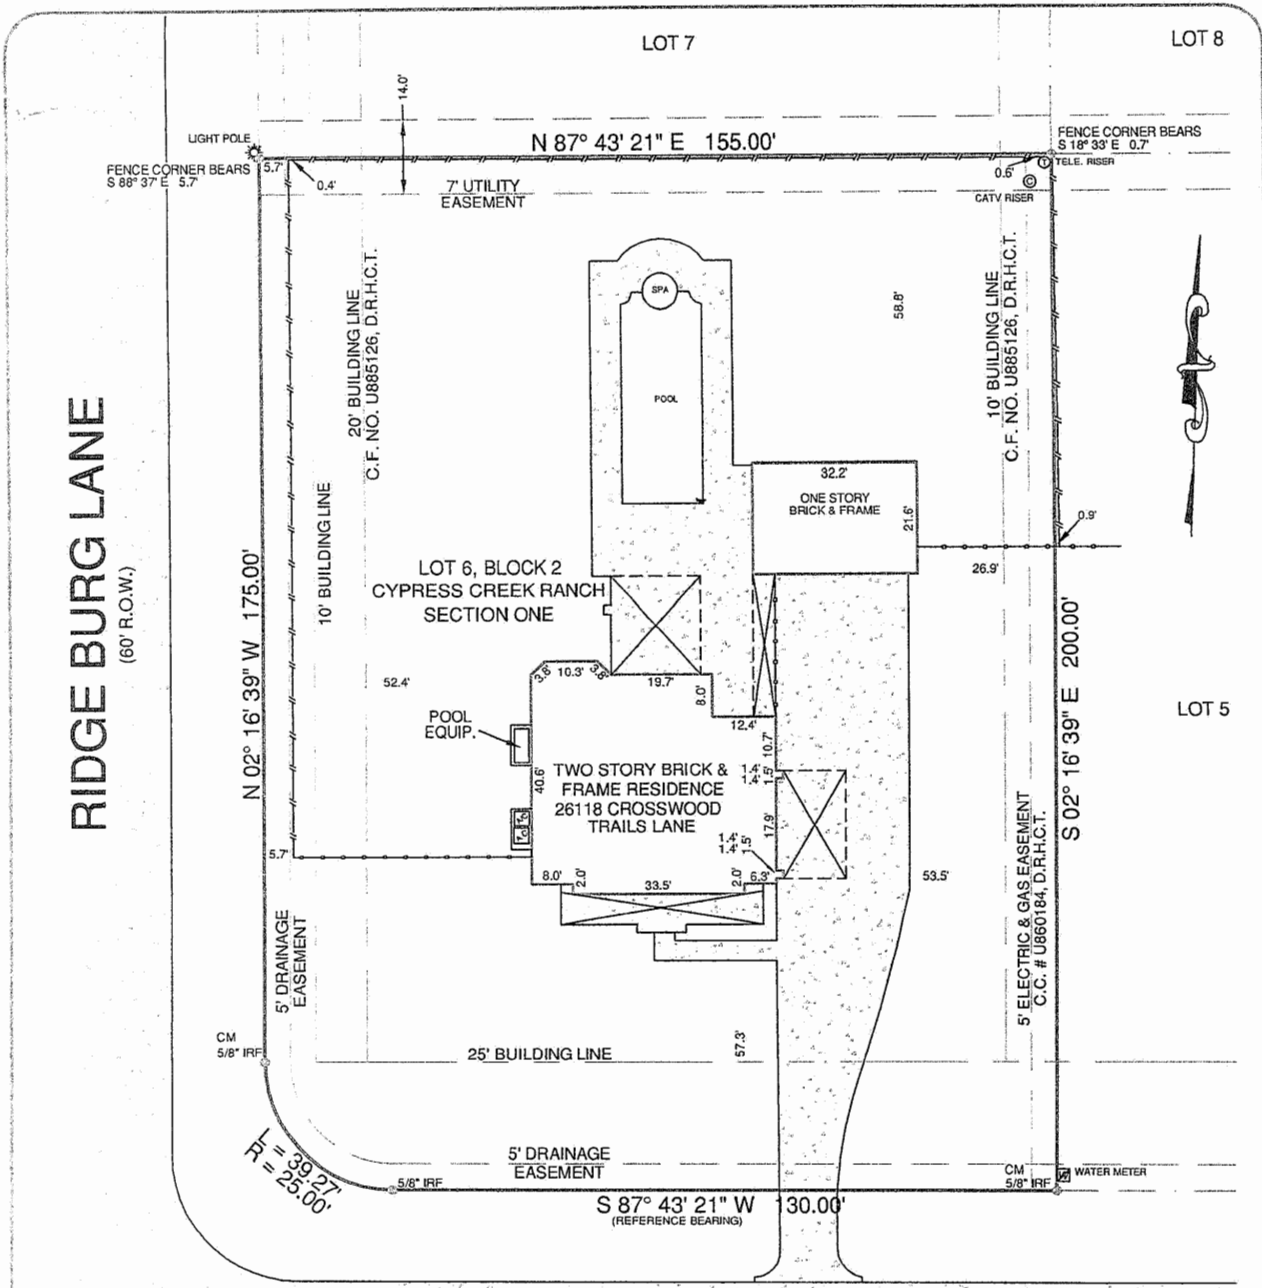 LOT 7
LOT 8
14.0'
LIGHT POLE
N 87° 43' 21" E 155.00'
FENCE CORNER BEARS
S 18° 33' E 0.7'
FENCE CORNER BEARS
S 88° 37' E 5.7'
5.7'
0.4'
0.6'
T
TELE. RISER
7' UTILITY
EASEMENT
C
CATV RISER
20' BUILDING LINE
C.F. NO. U885126, D.R.H.C.T.
SPA
58.8'
10' BUILDING LINE
C.F. NO. U885126, D.R.H.C.T.
POOL
RIDGE BURG LANE
(60' R.O.W.)
32.2'
ONE STORY
BRICK & FRAME
21.6'
0.9'
26.9'
10' BUILDING LINE
N 02° 16' 39" W 175.00'
LOT 6, BLOCK 2
CYPRESS CREEK RANCH
SECTION ONE
S 02° 16' 39" E 200.00'
3.8'
10.3'
3.8'
19.7'
8.0'
52.4'
12.4'
LOT 5
POOL
EQUIP.
10.7'
40.6'
TWO STORY BRICK &
FRAME RESIDENCE
26118 CROSSWOOD
TRAILS LANE
1.4'
1.4'
1.5'
17.9'
1.4'
1.4'
1.5'
5.7'
8.0'
2.0'
33.5'
2.0'
6.3'
53.5'
5' DRAINAGE
EASEMENT
5' ELECTRIC & GAS EASEMENT
C.C. # U860184, D.R.H.C.T.
CM
5/8" IRF
25' BUILDING LINE
57.3'
L = 39.27'
R = 25.00'
5' DRAINAGE
EASEMENT
5/8" IRF
CM
5/8" IRF
WATER METER
S 87° 43' 21" W 130.00'
(REFERENCE BEARING)